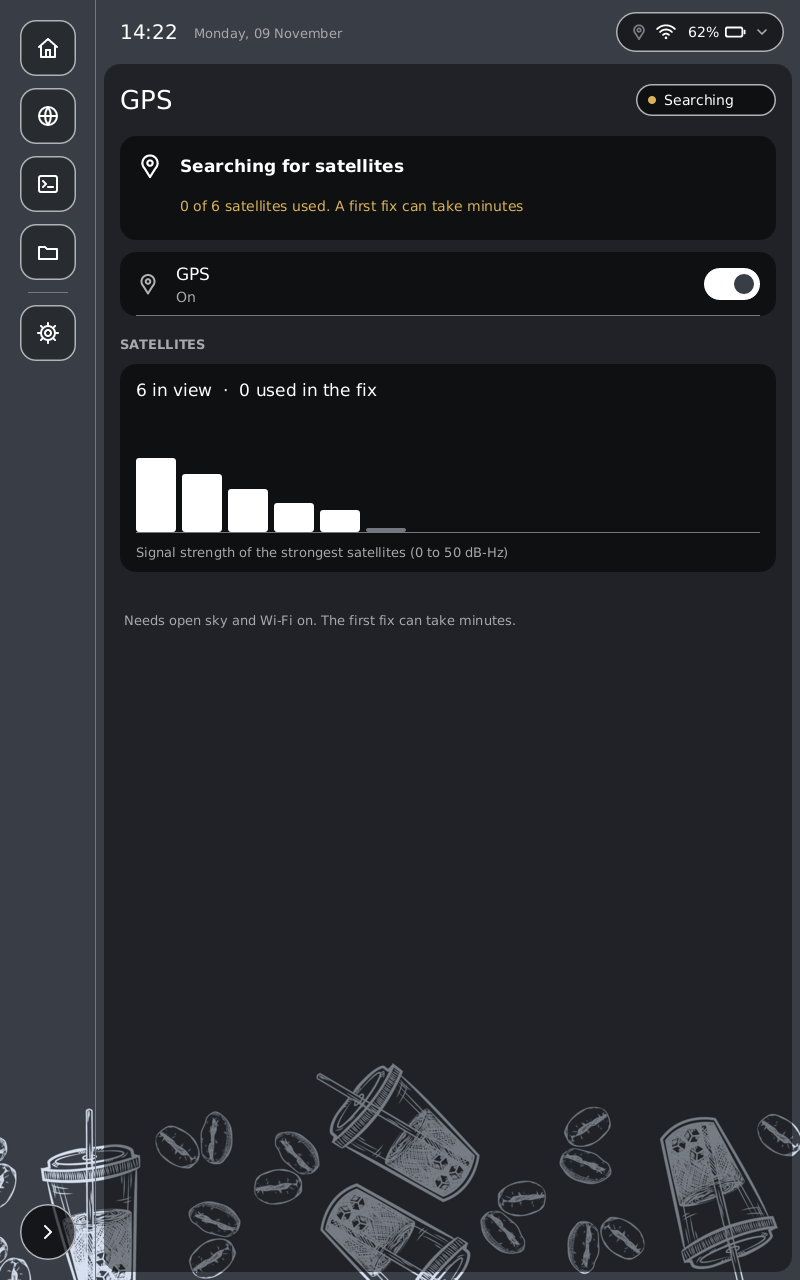 14:22 Monday, 09 November 62%
GPS Searching
Searching for satellites
0 of 6 satellites used. A first fix can take minutes
GPS
On
SATELLITES
6 in view · 0 used in the fix
Signal strength of the strongest satellites (0 to 50 dB-Hz)
Needs open sky and Wi-Fi on. The first fix can take minutes.